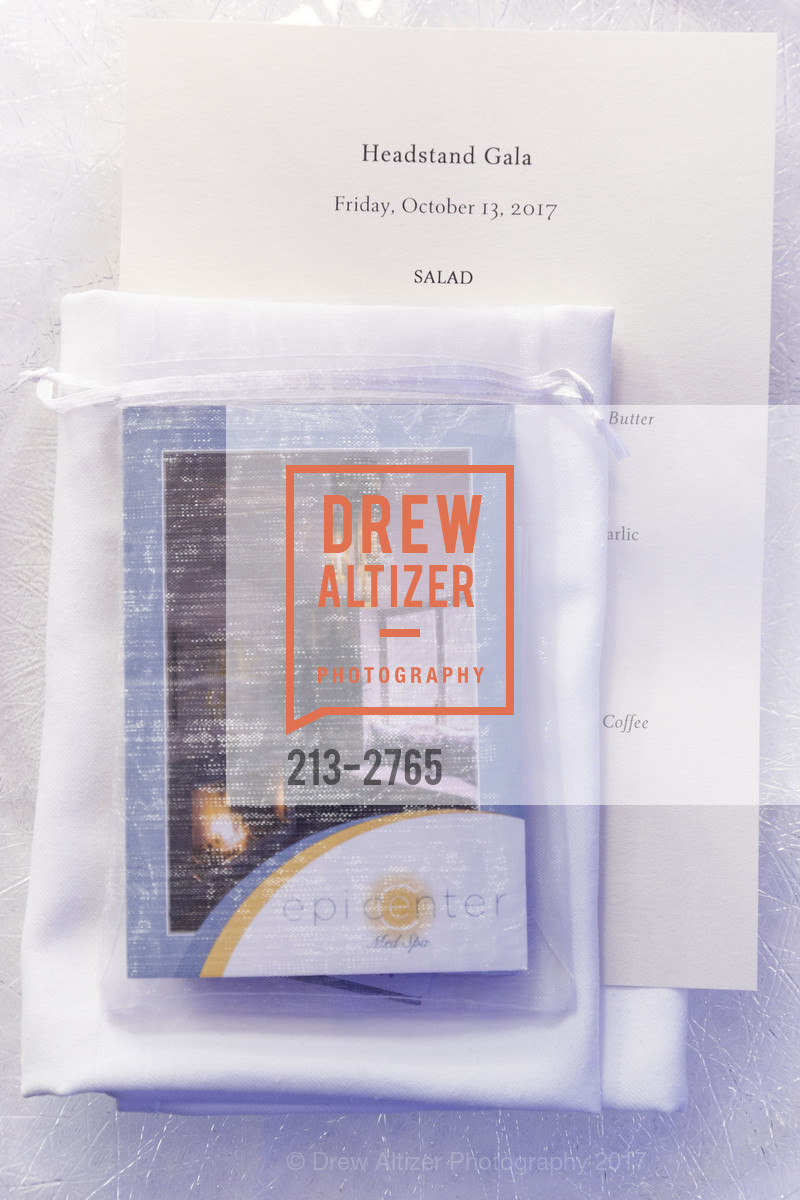 Headstand Gala
Friday, October 13, 2017
SALAD
Butter
arlic
DREW
ALTIZER
PHOTOGRAPHY
Coffee
213-2765
epicenter
Med Spa
© Drew Altizer Photography 2017